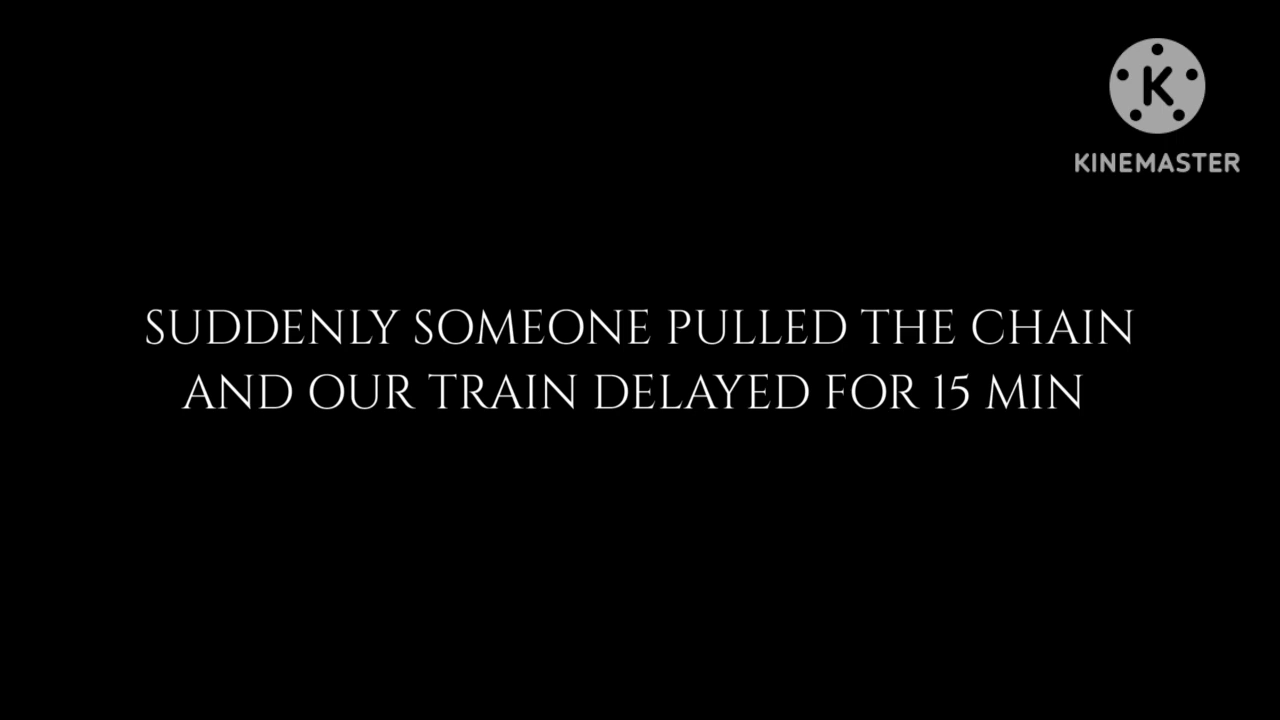 K
KINEMASTER
SUDDENLY SOMEONE PULLED THE CHAIN
AND OUR TRAIN DELAYED FOR 15 MIN